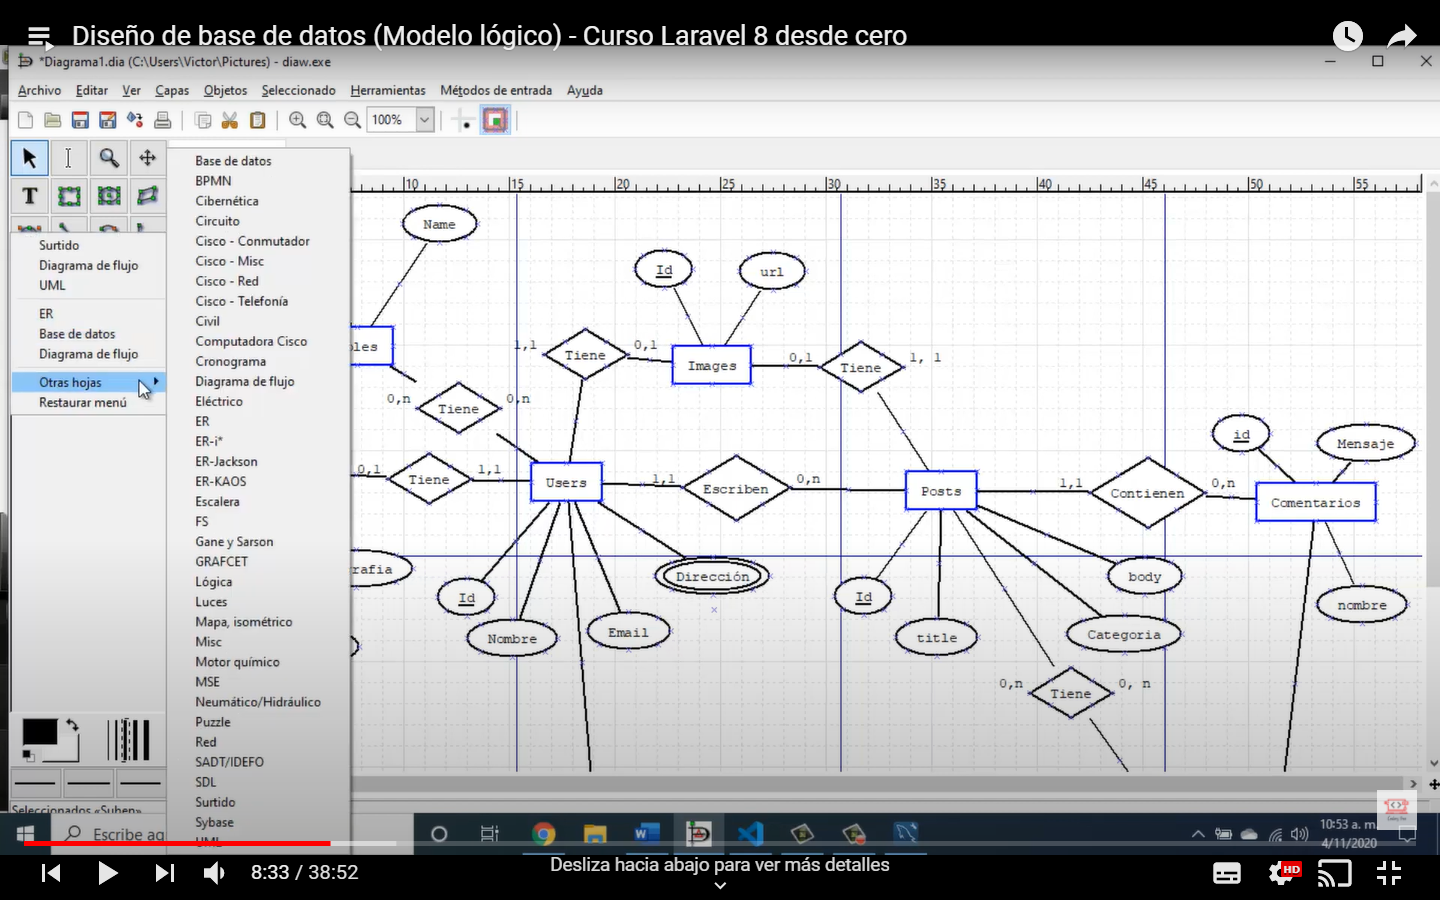 Diseño de base de datos (Modelo lógico) - Curso Laravel 8 desde cero
*Diagrama1.dia (C:\Users\Victor\Pictures) - diaw.exe
Archivo Editar Ver Capas Objetos Seleccionado Herramientas Métodos de entrada Ayuda
100%
T
Surtido
Diagrama de flujo
UML
ER
Base de datos
Diagrama de flujo
Otras hojas
Restaurar menú
Base de datos
BPMN
Cibernética
Circuito
Cisco - Conmutador
Cisco - Misc
Cisco - Red
Cisco - Telefonía
Civil
Computadora Cisco
Cronograma
Diagrama de flujo
Eléctrico
ER
ER-i*
ER-Jackson
ER-KAOS
Escalera
FS
Gane y Sarson
GRAFCET
Lógica
Luces
Mapa, isométrico
Misc
Motor químico
MSE
Neumático/Hidráulico
Puzzle
Red
SADT/IDEF0
SDL
Surtido
Sybase
UML
10 15 20 25 30 35 40 45 50 55
Name
Id url
1,1 Tiene 0,1 Images 0,1 Tiene 1, 1
oles
0,n Tiene 0,n
id Mensaje
0,1 Tiene 1,1 Users 1,1 Escriben 0,n Posts 1,1 Contienen 0,n Comentarios
rafia Dirección body
Id Id nombre
Nombre Email title Categoria
0,n Tiene 0, n
Seleccionados «Suben»
Escribe aq
10:53 a. m.
4/11/2020
8:33 / 38:52
Desliza hacia abajo para ver más detalles
HD